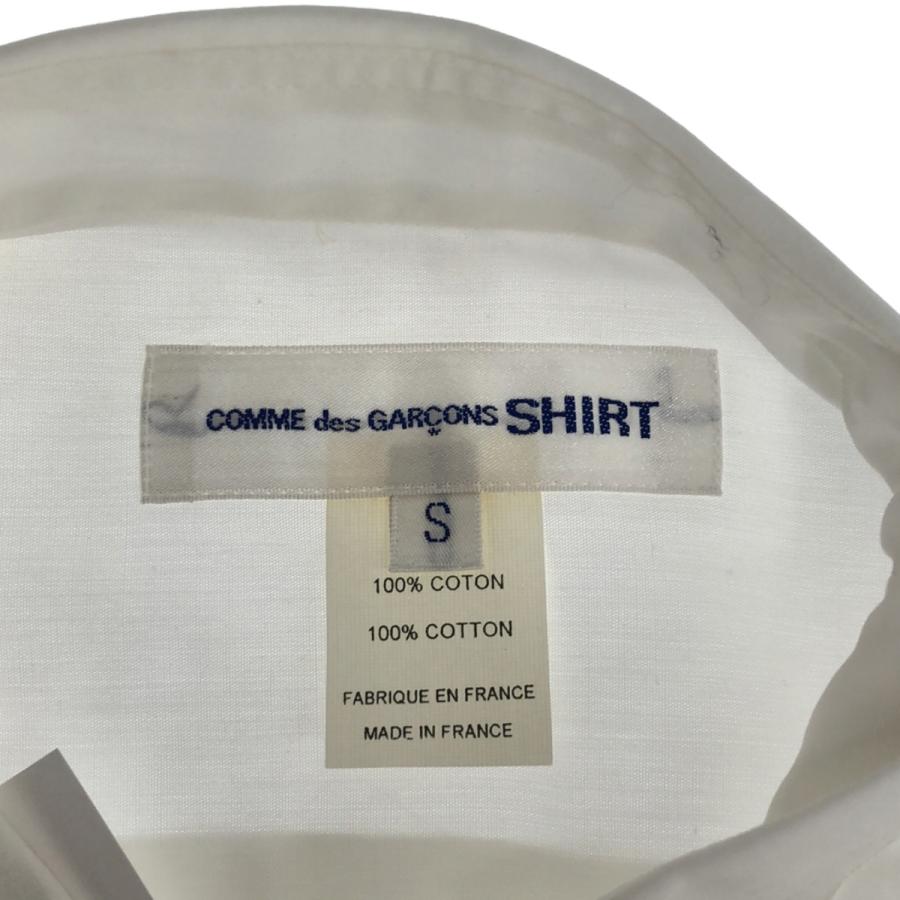 COMME des GARÇONS SHIRT
S
100% COTON
100% COTTON
FABRIQUE EN FRANCE
MADE IN FRANCE